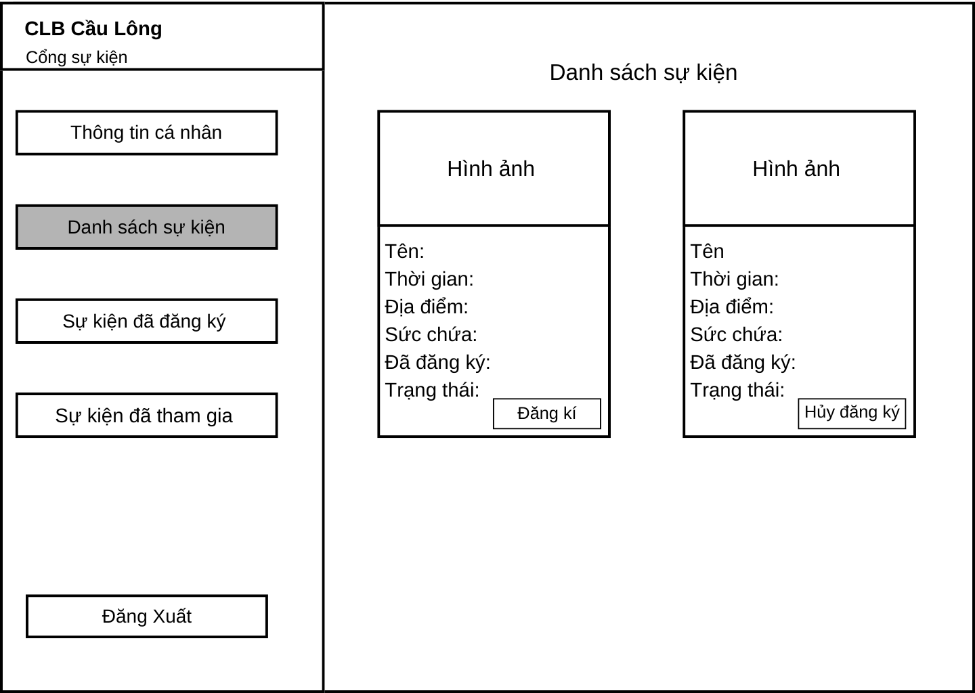 CLB Cầu Lông
Cổng sự kiện
Thông tin cá nhân
Danh sách sự kiện
Sự kiện đã đăng ký
Sự kiện đã tham gia
Đăng Xuất
Danh sách sự kiện
Hình ảnh
Tên:
Thời gian:
Địa điểm:
Sức chứa:
Đã đăng ký:
Trạng thái:
Đăng kí
Hình ảnh
Tên
Thời gian:
Địa điểm:
Sức chứa:
Đã đăng ký:
Trạng thái:
Hủy đăng ký